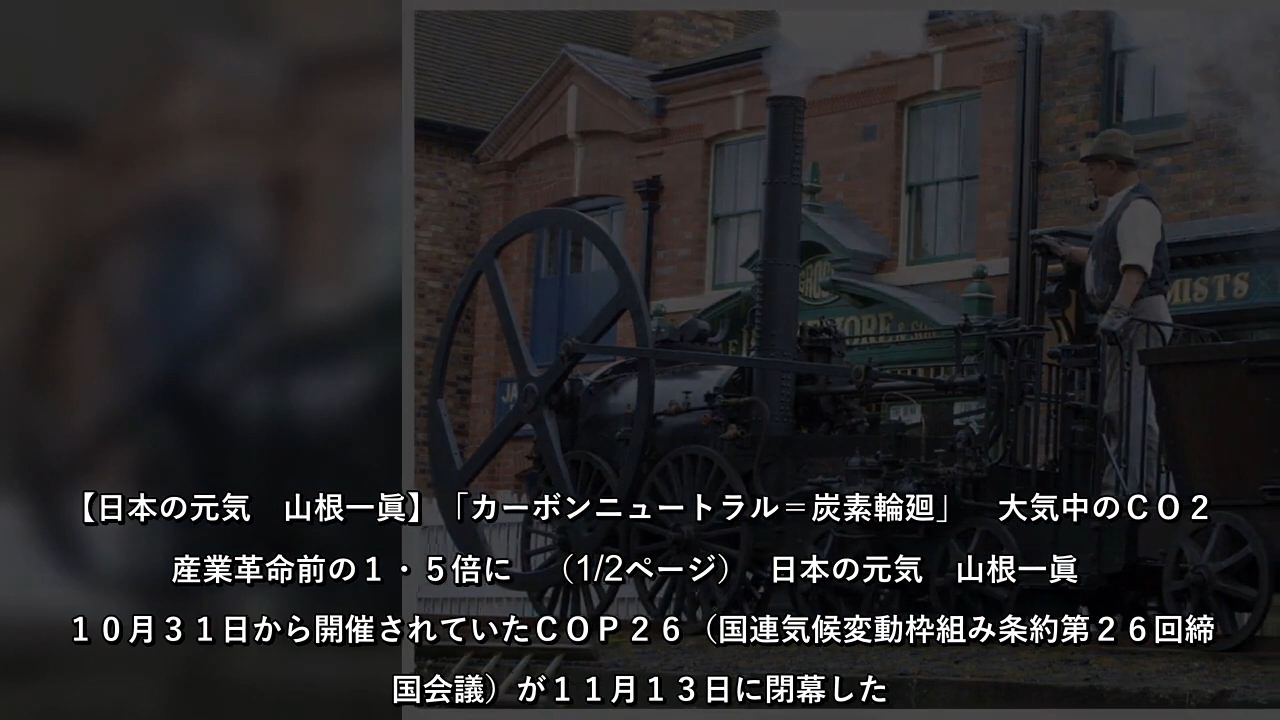 GROC
MORE & SON
MISTS
JA
【日本の元気　山根一眞】「カーボンニュートラル＝炭素輪廻」　大気中のＣＯ２
産業革命前の１・５倍に　（1/2ページ）　日本の元気　山根一眞
１０月３１日から開催されていたＣＯＰ２６（国連気候変動枠組み条約第２６回締
国会議）が１１月１３日に閉幕した